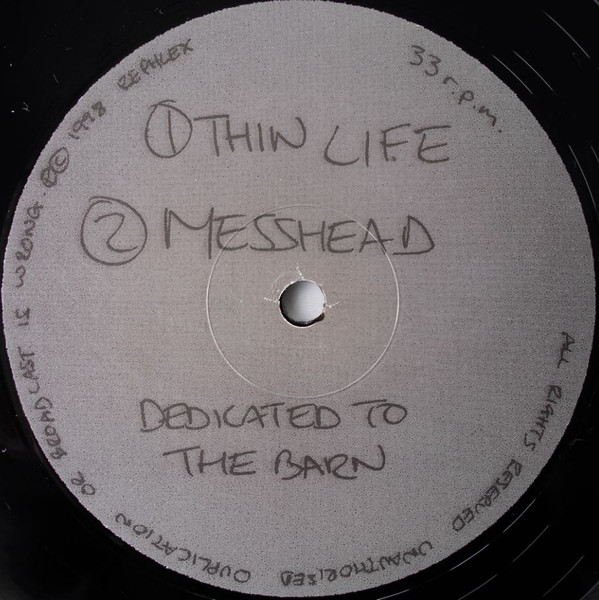 ① THIN LIFE
② MESSHEAD
DEDICATED TO
THE BARN
33 r.p.m.
ALL RIGHTS RESERVED UNAUTHORISED DUPLICATION OR BROADCAST IS WRONG. ℗© 1998 REPHLEX